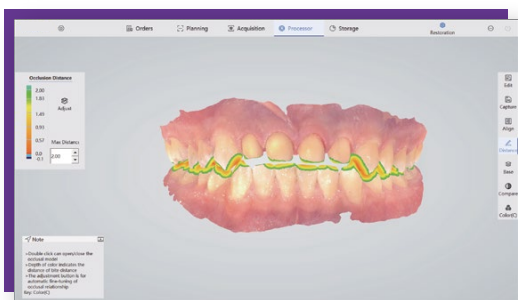 Orders
Planning
Acquisition
Processor
Storage
Restoration
Occlusion Distance
2.00
1.83
Adjust
1.40
0.93
0.57
Max Distance
0.0
-0.1
2.00
Edit
Capture
Align
Distance
Base
Compare
Color(C)
Note
•Double click can open/close the
occlusal model
•Depth of color indicates the
distance of bite distance
•The adjustment button is for
automatic fine-tuning of
occlusal relationship
key: Color(C)